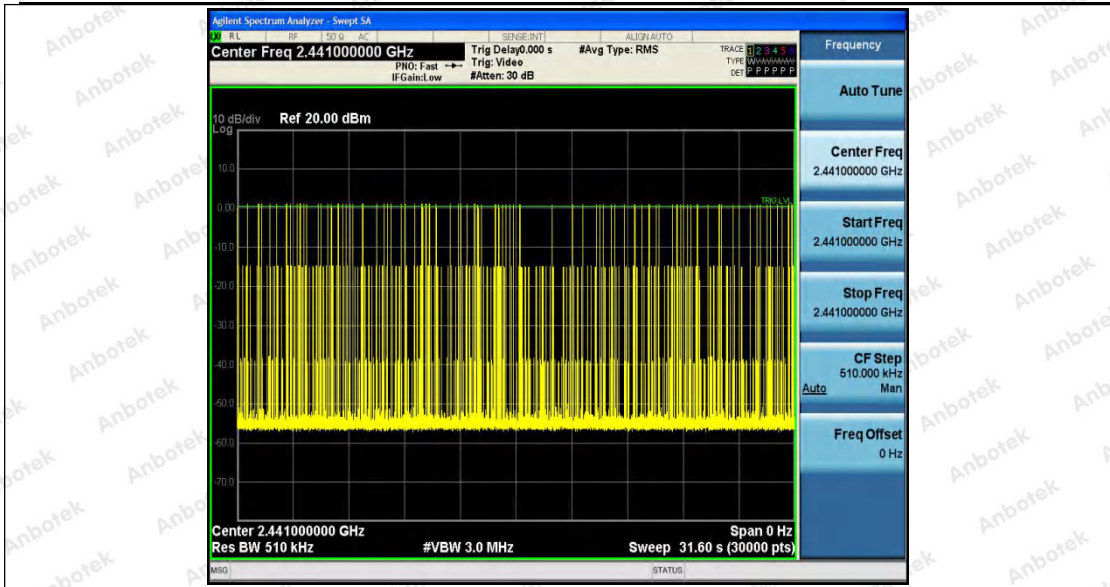 Agilent Spectrum Analyzer - Swept SA
RL RF 50 Ω AC SENSE:INT ALIGN AUTO
Center Freq 2.441000000 GHz
PNO: Fast
IFGain:Low
Trig Delay0.000 s
Trig: Video
#Atten: 30 dB
#Avg Type: RMS
TRACE 1 2 3 4 5 6
TYPE
DET P P P P P P
10 dB/div
Log
Ref 20.00 dBm
10.0
0.00
-10.0
-20.0
-30.0
-40.0
-50.0
-60.0
-70.0
TRIG LVL
Center 2.441000000 GHz
Span 0 Hz
Res BW 510 kHz
#VBW 3.0 MHz
Sweep 31.60 s (30000 pts)
MSG
STATUS
Frequency
Auto Tune
Center Freq
2.441000000 GHz
Start Freq
2.441000000 GHz
Stop Freq
2.441000000 GHz
CF Step
510.000 kHz
Auto Man
Freq Offset
0 Hz
Anbotek